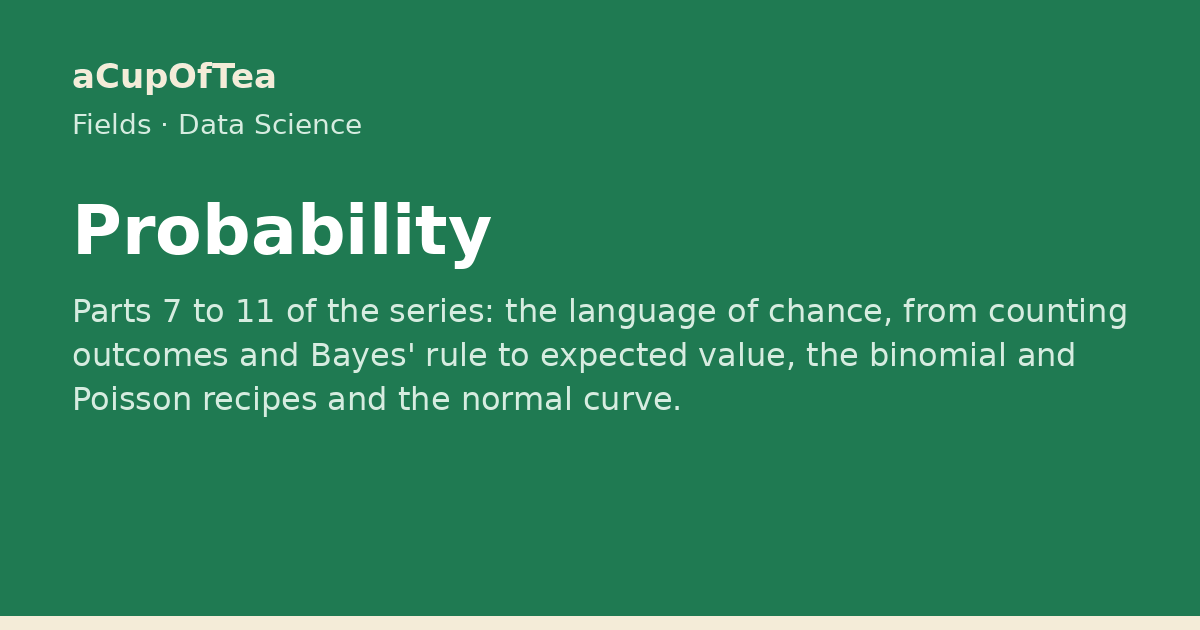 aCupOfTea
Fields · Data Science
Probability
Parts 7 to 11 of the series: the language of chance, from counting
outcomes and Bayes' rule to expected value, the binomial and
Poisson recipes and the normal curve.